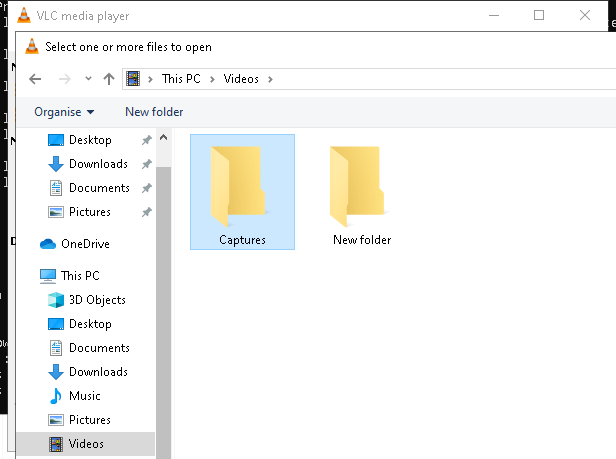 VLC media player
Select one or more files to open
This PC
Videos
Organise
New folder
Desktop
Downloads
Documents
Pictures
OneDrive
This PC
3D Objects
Desktop
Documents
Downloads
Music
Pictures
Videos
Captures
New folder